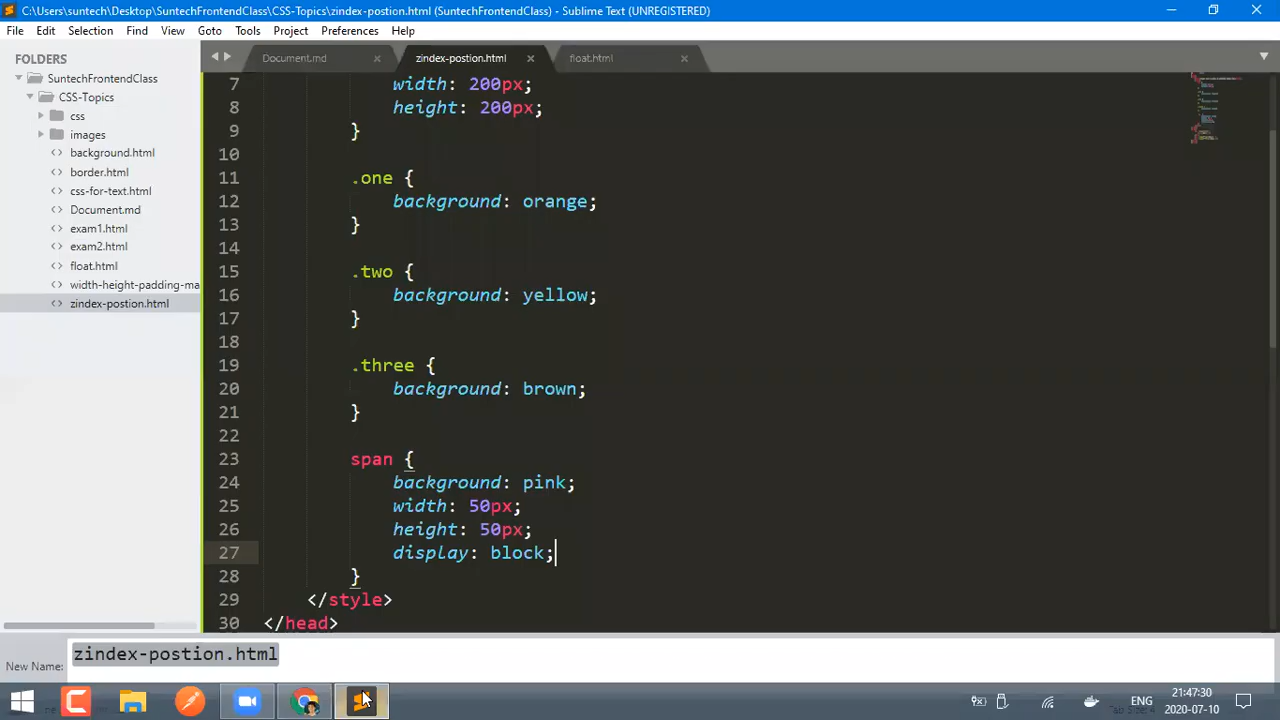 C:\Users\suntech\Desktop\SuntechFrontendClass\CSS-Topics\zindex-postion.html (SuntechFrontendClass) - Sublime Text (UNREGISTERED)
File Edit Selection Find View Goto Tools Project Preferences Help
FOLDERS
SuntechFrontendClass
CSS-Topics
css
images
background.html
border.html
css-for-text.html
Document.md
exam1.html
exam2.html
float.html
width-height-padding-ma
zindex-postion.html
Document.md zindex-postion.html float.html
7 width: 200px;
8 height: 200px;
9 }
10
11 .one {
12 background: orange;
13 }
14
15 .two {
16 background: yellow;
17 }
18
19 .three {
20 background: brown;
21 }
22
23 span {
24 background: pink;
25 width: 50px;
26 height: 50px;
27 display: block;
28 }
29 </style>
30 </head>
New Name: zindex-postion.html
ENG
21:47:30
2020-07-10